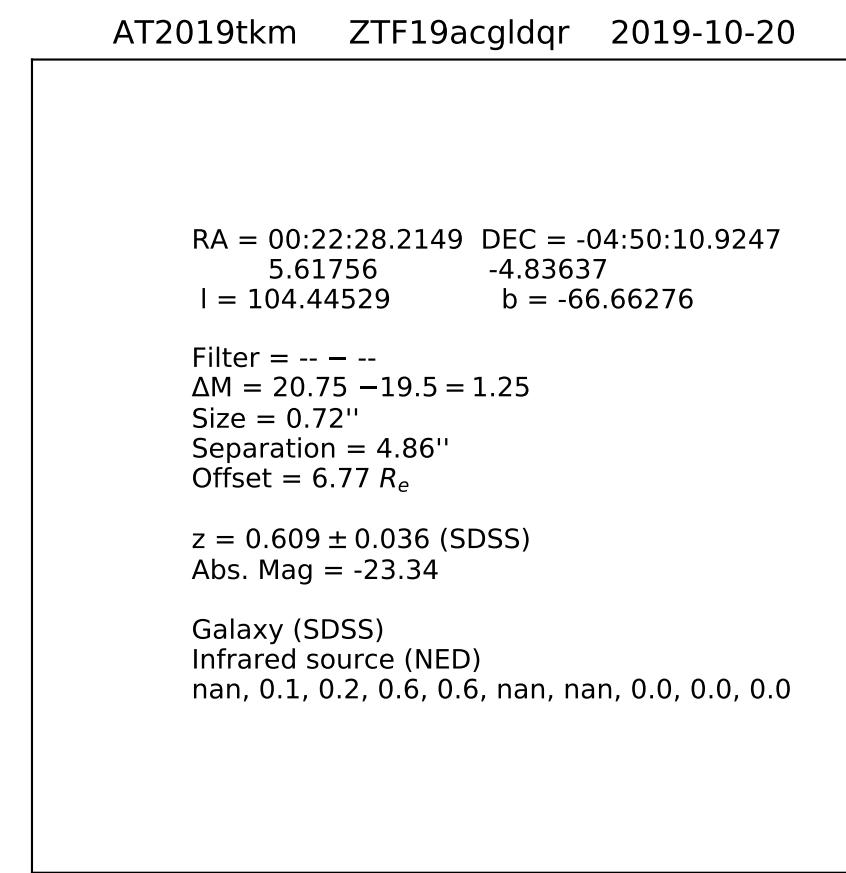 AT2019tkm ZTF19acgldqr 2019-10-20
RA = 00:22:28.2149 DEC = -04:50:10.9247
5.61756 -4.83637
l = 104.44529 b = -66.66276
Filter = -- − --
ΔM = 20.75 −19.5 = 1.25
Size = 0.72''
Separation = 4.86''
Offset = 6.77 Re
z = 0.609 ± 0.036 (SDSS)
Abs. Mag = -23.34
Galaxy (SDSS)
Infrared source (NED)
nan, 0.1, 0.2, 0.6, 0.6, nan, nan, 0.0, 0.0, 0.0